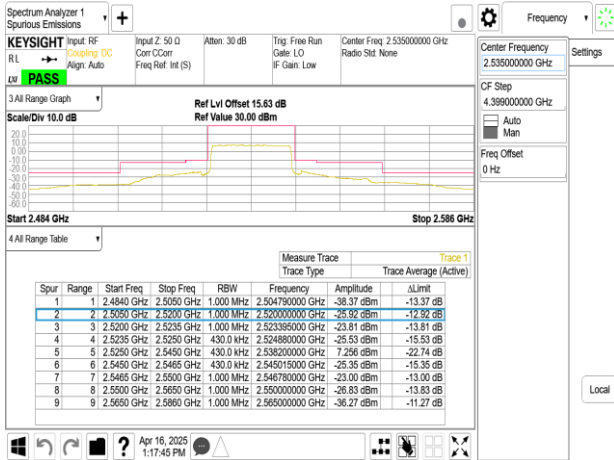 Spectrum Analyzer 1
Spurious Emissions
Frequency
Settings
KEYSIGHT
RL
LXI
PASS
Input: RF
Coupling: DC
Align: Auto
Input Z: 50 Ω
Corr CCorr
Freq Ref: Int (S)
Atten: 30 dB
Trig: Free Run
Gate: LO
IF Gain: Low
Center Freq: 2.535000000 GHz
Radio Std: None
Center Frequency
2.535000000 GHz
CF Step
4.399000000 GHz
Auto
Man
Freq Offset
0 Hz
3 All Range Graph
Scale/Div 10.0 dB
Ref Lvl Offset 15.63 dB
Ref Value 30.00 dBm
20.0
10.0
0.00
-10.0
-20.0
-30.0
-40.0
-50.0
-60.0
Start 2.484 GHz
Stop 2.586 GHz
4 All Range Table
Measure Trace Trace 1
Trace Type Trace Average (Active)
Spur Range Start Freq Stop Freq RBW Frequency Amplitude ΔLimit
1 1 2.4840 GHz 2.5050 GHz 1.000 MHz 2.504790000 GHz -38.37 dBm -13.37 dB
2 2 2.5050 GHz 2.5200 GHz 1.000 MHz 2.520000000 GHz -25.92 dBm -12.92 dB
3 3 2.5200 GHz 2.5235 GHz 1.000 MHz 2.523395000 GHz -23.81 dBm -13.81 dB
4 4 2.5235 GHz 2.5250 GHz 430.0 kHz 2.524880000 GHz -25.53 dBm -15.53 dB
5 5 2.5250 GHz 2.5450 GHz 430.0 kHz 2.538200000 GHz 7.256 dBm -22.74 dB
6 6 2.5450 GHz 2.5465 GHz 430.0 kHz 2.545015000 GHz -25.35 dBm -15.35 dB
7 7 2.5465 GHz 2.5500 GHz 1.000 MHz 2.546780000 GHz -23.00 dBm -13.00 dB
8 8 2.5500 GHz 2.5650 GHz 1.000 MHz 2.55000000 GHz -26.83 dBm -13.83 dB
9 9 2.5650 GHz 2.5860 GHz 1.000 MHz 2.565000000 GHz -36.27 dBm -11.27 dB
Local
Apr 16, 2025
1:17:45 PM